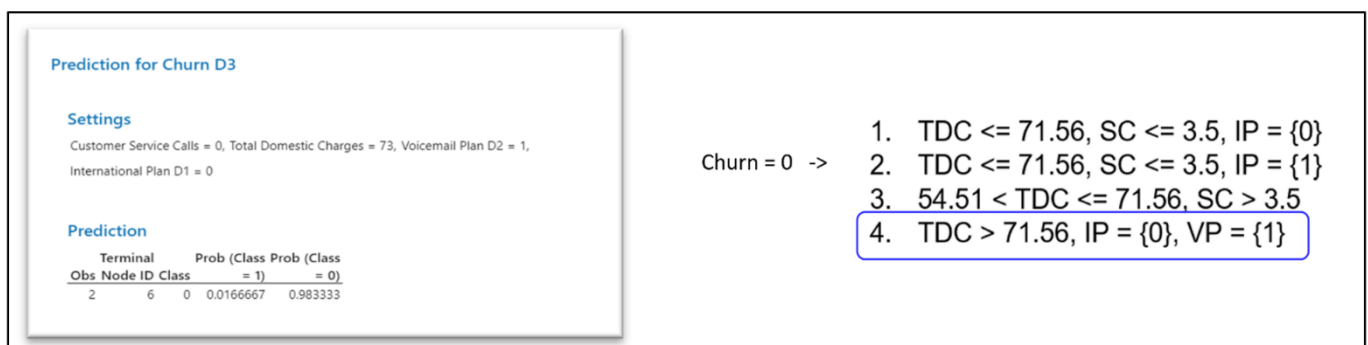 Prediction for Churn D3
Settings
Customer Service Calls = 0, Total Domestic Charges = 73, Voicemail Plan D2 = 1,
International Plan D1 = 0
Prediction
Terminal Prob (Class Prob (Class
Obs Node ID Class = 1) = 0)
2 6 0 0.0166667 0.983333
Churn = 0 ->
1. TDC <= 71.56, SC <= 3.5, IP = {0}
2. TDC <= 71.56, SC <= 3.5, IP = {1}
3. 54.51 < TDC <= 71.56, SC > 3.5
4. TDC > 71.56, IP = {0}, VP = {1}